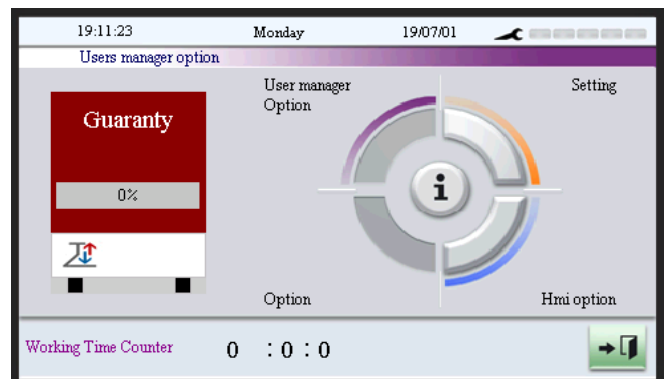 19:11:23 Monday 19/07/01
Users manager option
User manager
Option
Setting
Guaranty
0%
i
Option
Hmi option
Working Time Counter 0 : 0 : 0